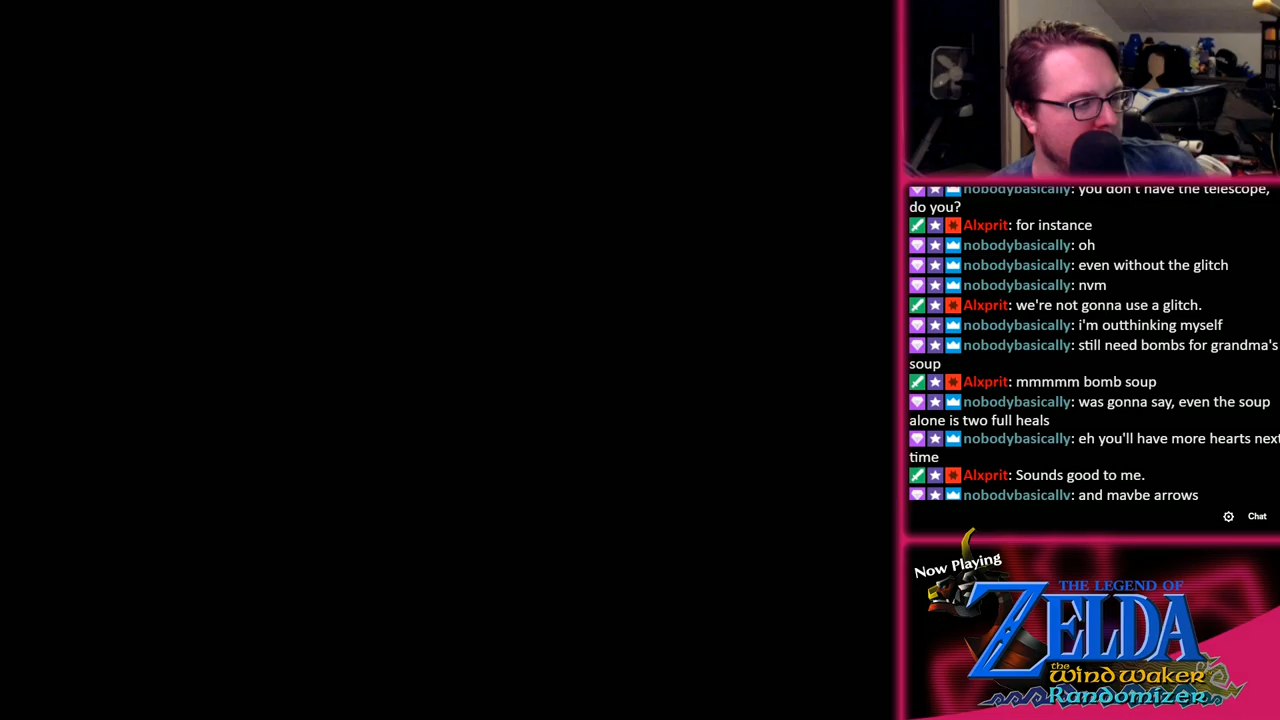 nobodybasically: you don't have the telescope,
do you?
Alxprit: for instance
nobodybasically: oh
nobodybasically: even without the glitch
nobodybasically: nvm
Alxprit: we're not gonna use a glitch.
nobodybasically: i'm outthinking myself
nobodybasically: still need bombs for grandma's
soup
Alxprit: mmmmm bomb soup
nobodybasically: was gonna say, even the soup
alone is two full heals
nobodybasically: eh you'll have more hearts next
time
Alxprit: Sounds good to me.
nobodybasically: and maybe arrows
Chat
Now Playing
THE LEGEND OF
ZELDA
the
Wind Waker
Randomizer